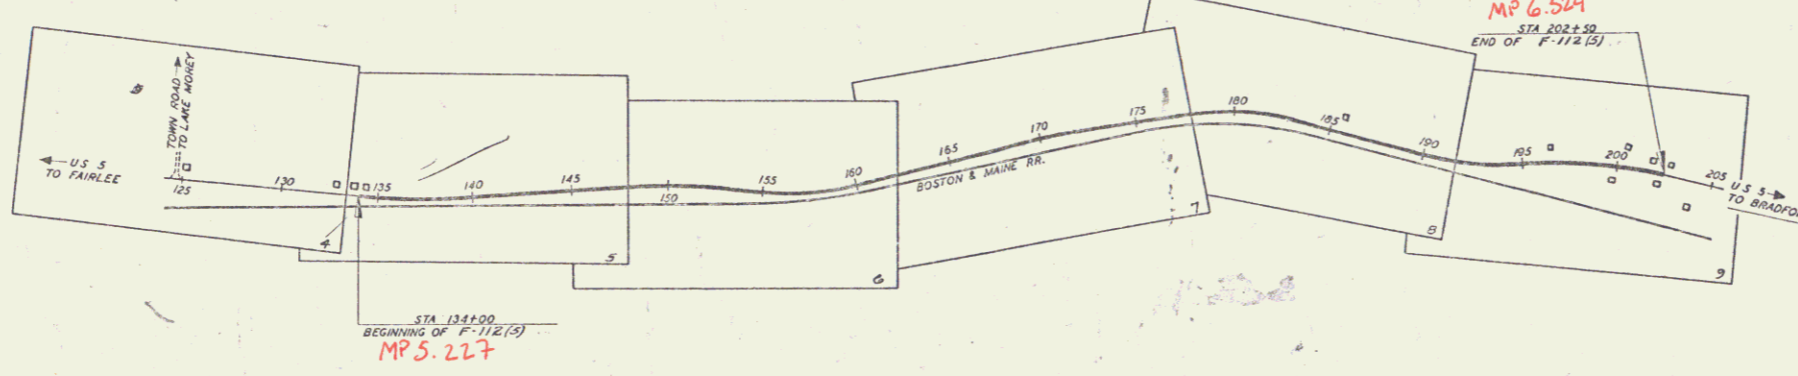 MP 6.524
STA 202+50
END OF F-112(5)
TOWN ROAD
TO LAKE MOREY
US 5
TO FAIRLEE
125
130
135
140
145
150
155
160
165
170
175
180
185
190
195
200
205
BOSTON & MAINE RR.
US 5
TO BRADFO
4
5
6
7
8
9
STA 134+00
BEGINNING OF F-112(5)
MP 5.227